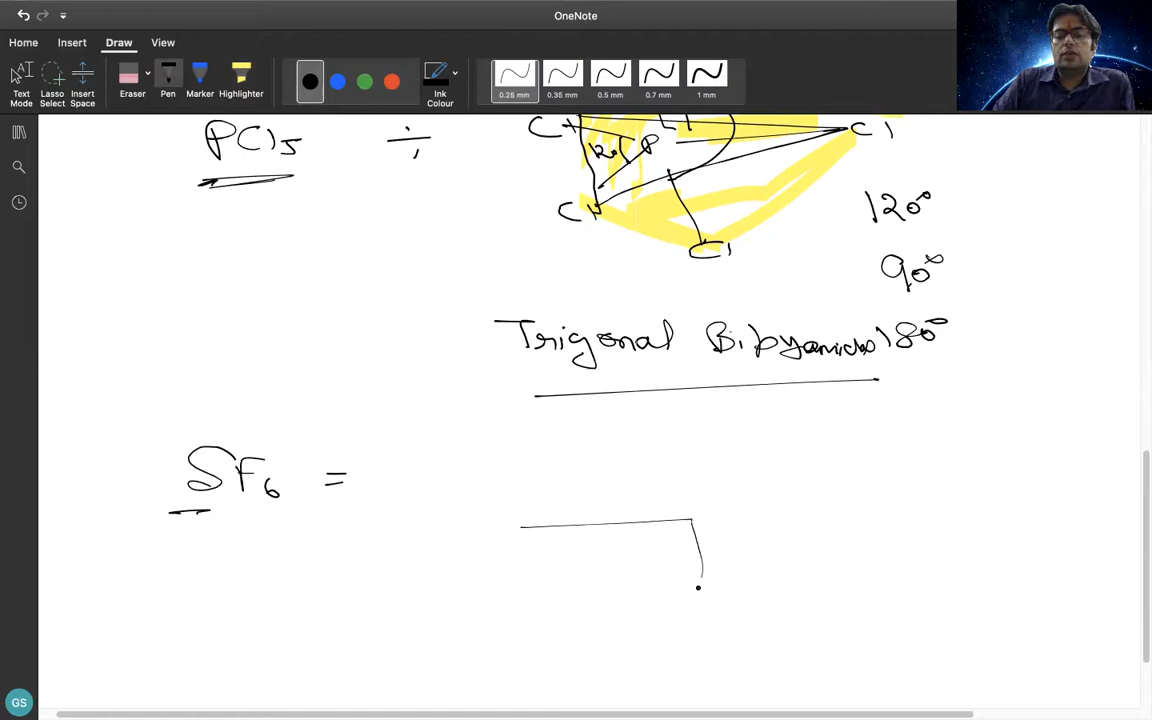 OneNote
Home Insert Draw View
Text Mode
Lasso Select
Insert Space
Eraser
Pen
Marker
Highlighter
Ink Colour
0.25 mm
0.35 mm
0.5 mm
0.7 mm
1 mm
PCl5 ÷
Cl
P
Cl
120
Cl
Cl
120°
90°
Trigonal
180°
SF6 =
GS